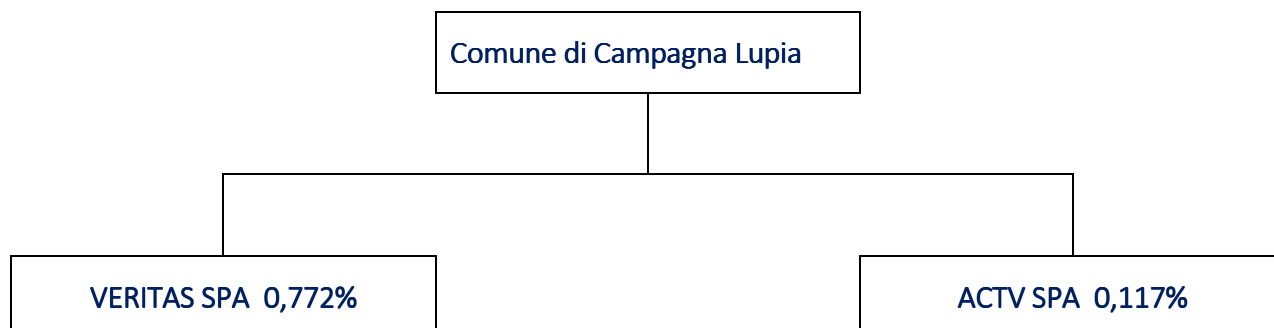 Comune di Campagna Lupia
VERITAS SPA 0,772%
ACTV SPA 0,117%